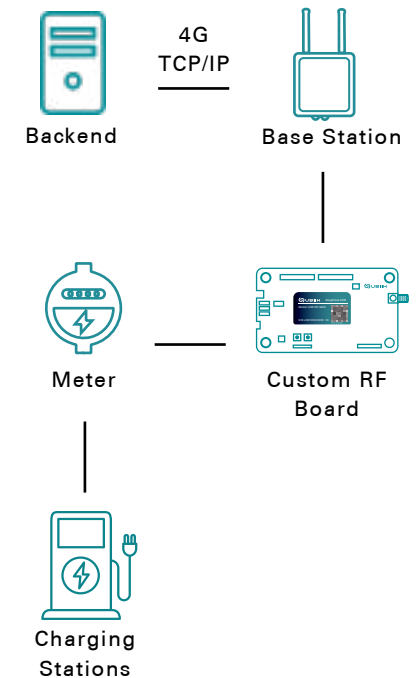 4G
TCP/IP
Backend
Base Station
Meter
Custom RF
Board
Charging
Stations